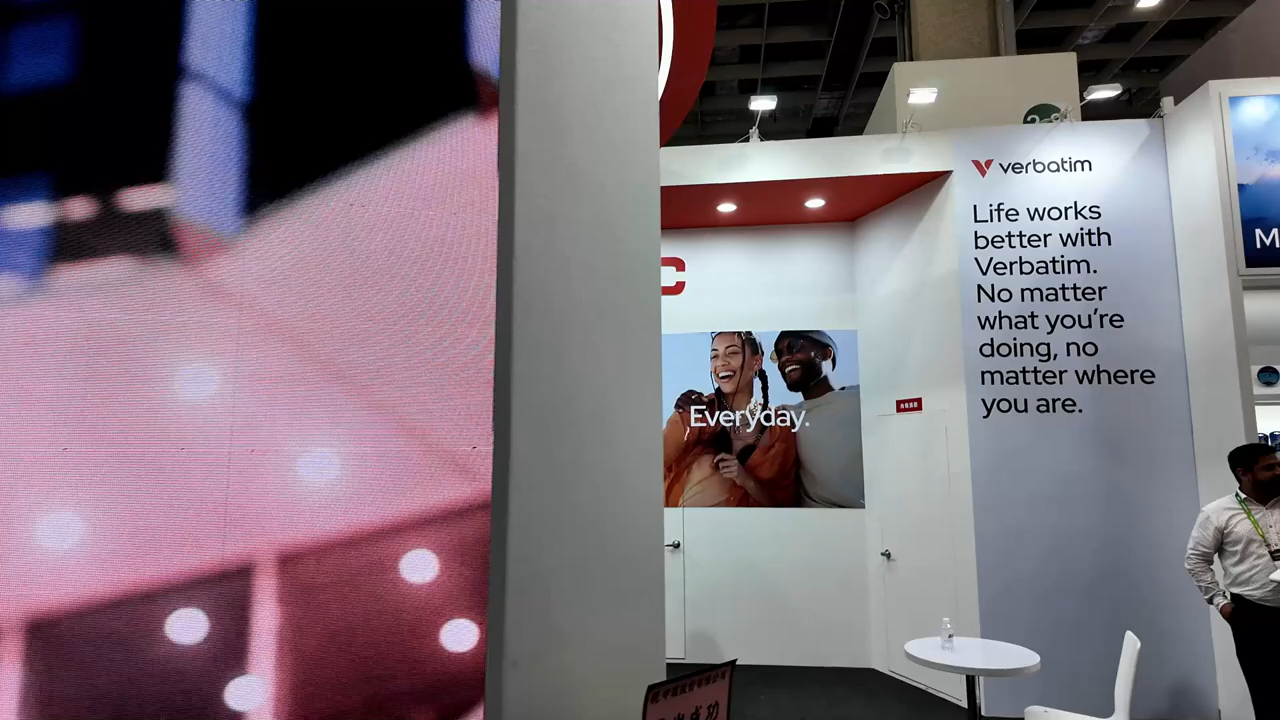 verbatim
Life works
better with
Verbatim.
No matter
what you're
doing, no
matter where
you are.
C
Everyday.
M